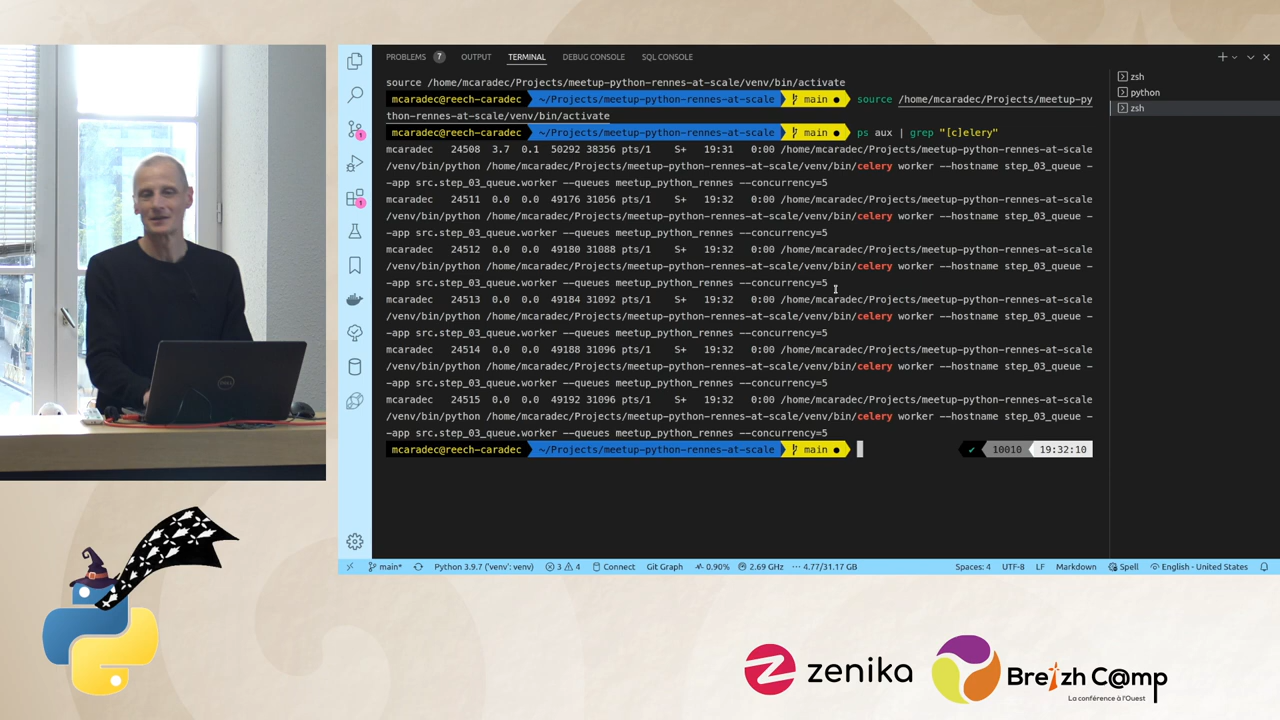 PROBLEMS 7 OUTPUT TERMINAL DEBUG CONSOLE SQL CONSOLE
source /home/mcaradec/Projects/meetup-python-rennes-at-scale/venv/bin/activate
mcaradec@reech-caradec ~/Projects/meetup-python-rennes-at-scale main ● source /home/mcaradec/Projects/meetup-py
thon-rennes-at-scale/venv/bin/activate
mcaradec@reech-caradec ~/Projects/meetup-python-rennes-at-scale main ● ps aux | grep "[c]elery"
mcaradec 24508 3.7 0.1 50292 38356 pts/1 S+ 19:31 0:00 /home/mcaradec/Projects/meetup-python-rennes-at-scale
/venv/bin/python /home/mcaradec/Projects/meetup-python-rennes-at-scale/venv/bin/celery worker --hostname step_03_queue -
-app src.step_03_queue.worker --queues meetup_python_rennes --concurrency=5
mcaradec 24511 0.0 0.0 49176 31056 pts/1 S+ 19:32 0:00 /home/mcaradec/Projects/meetup-python-rennes-at-scale
/venv/bin/python /home/mcaradec/Projects/meetup-python-rennes-at-scale/venv/bin/celery worker --hostname step_03_queue -
-app src.step_03_queue.worker --queues meetup_python_rennes --concurrency=5
mcaradec 24512 0.0 0.0 49180 31088 pts/1 S+ 19:32 0:00 /home/mcaradec/Projects/meetup-python-rennes-at-scale
/venv/bin/python /home/mcaradec/Projects/meetup-python-rennes-at-scale/venv/bin/celery worker --hostname step_03_queue -
-app src.step_03_queue.worker --queues meetup_python_rennes --concurrency=5
mcaradec 24513 0.0 0.0 49184 31092 pts/1 S+ 19:32 0:00 /home/mcaradec/Projects/meetup-python-rennes-at-scale
/venv/bin/python /home/mcaradec/Projects/meetup-python-rennes-at-scale/venv/bin/celery worker --hostname step_03_queue -
-app src.step_03_queue.worker --queues meetup_python_rennes --concurrency=5
mcaradec 24514 0.0 0.0 49188 31096 pts/1 S+ 19:32 0:00 /home/mcaradec/Projects/meetup-python-rennes-at-scale
/venv/bin/python /home/mcaradec/Projects/meetup-python-rennes-at-scale/venv/bin/celery worker --hostname step_03_queue -
-app src.step_03_queue.worker --queues meetup_python_rennes --concurrency=5
mcaradec 24515 0.0 0.0 49192 31096 pts/1 S+ 19:32 0:00 /home/mcaradec/Projects/meetup-python-rennes-at-scale
/venv/bin/python /home/mcaradec/Projects/meetup-python-rennes-at-scale/venv/bin/celery worker --hostname step_03_queue -
-app src.step_03_queue.worker --queues meetup_python_rennes --concurrency=5
mcaradec@reech-caradec ~/Projects/meetup-python-rennes-at-scale main ● ✔ 10010 19:32:10
zsh
python
zsh
1
1
main* Python 3.9.7 ('venv': venv) 3 4 Connect Git Graph 0.90% 2.69 GHz 4.77/31.17 GB Spaces: 4 UTF-8 LF Markdown Spell English - United States
DELL
zenika
Breizh C@mp
La conférence à l'Ouest